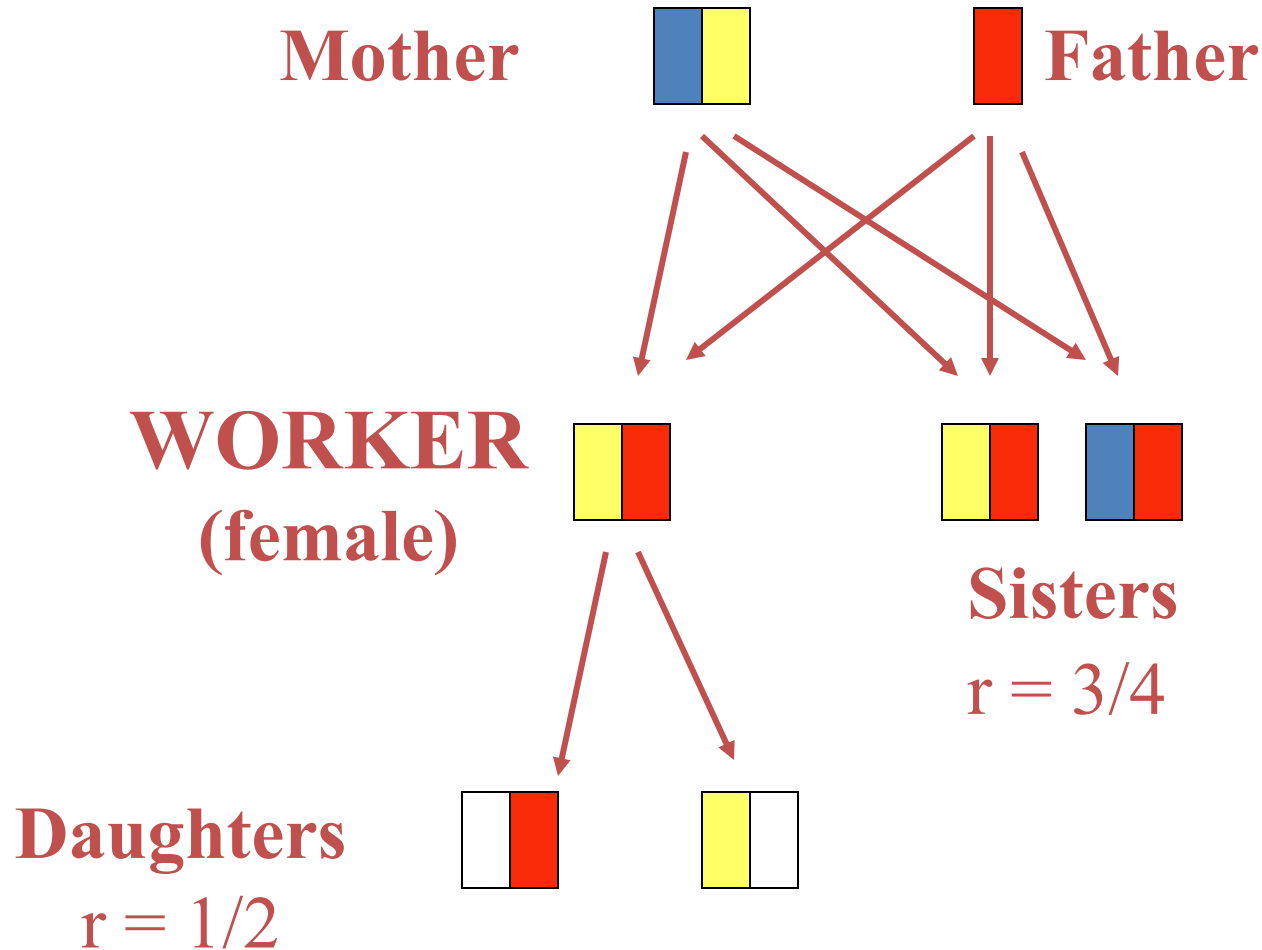 Mother
Father
WORKER
(female)
Sisters
r = 3/4
Daughters
r = 1/2